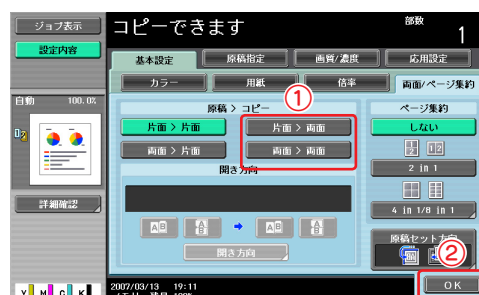 ジョブ表示
コピーできます
部数
1
設定内容
基本設定
原稿指定
画質/濃度
応用設定
カラー
用紙
倍率
両面/ページ集約
自動 100.0%
原稿 > コピー
①
ページ集約
片面 > 片面
片面 > 両面
しない
両面 > 片面
両面 > 両面
2 in 1
開き方向
4 in 1/8 in 1
詳細確認
AB
AB
開き方向
原稿セット方向
②
OK
Y M C K
2007/03/13 19:11